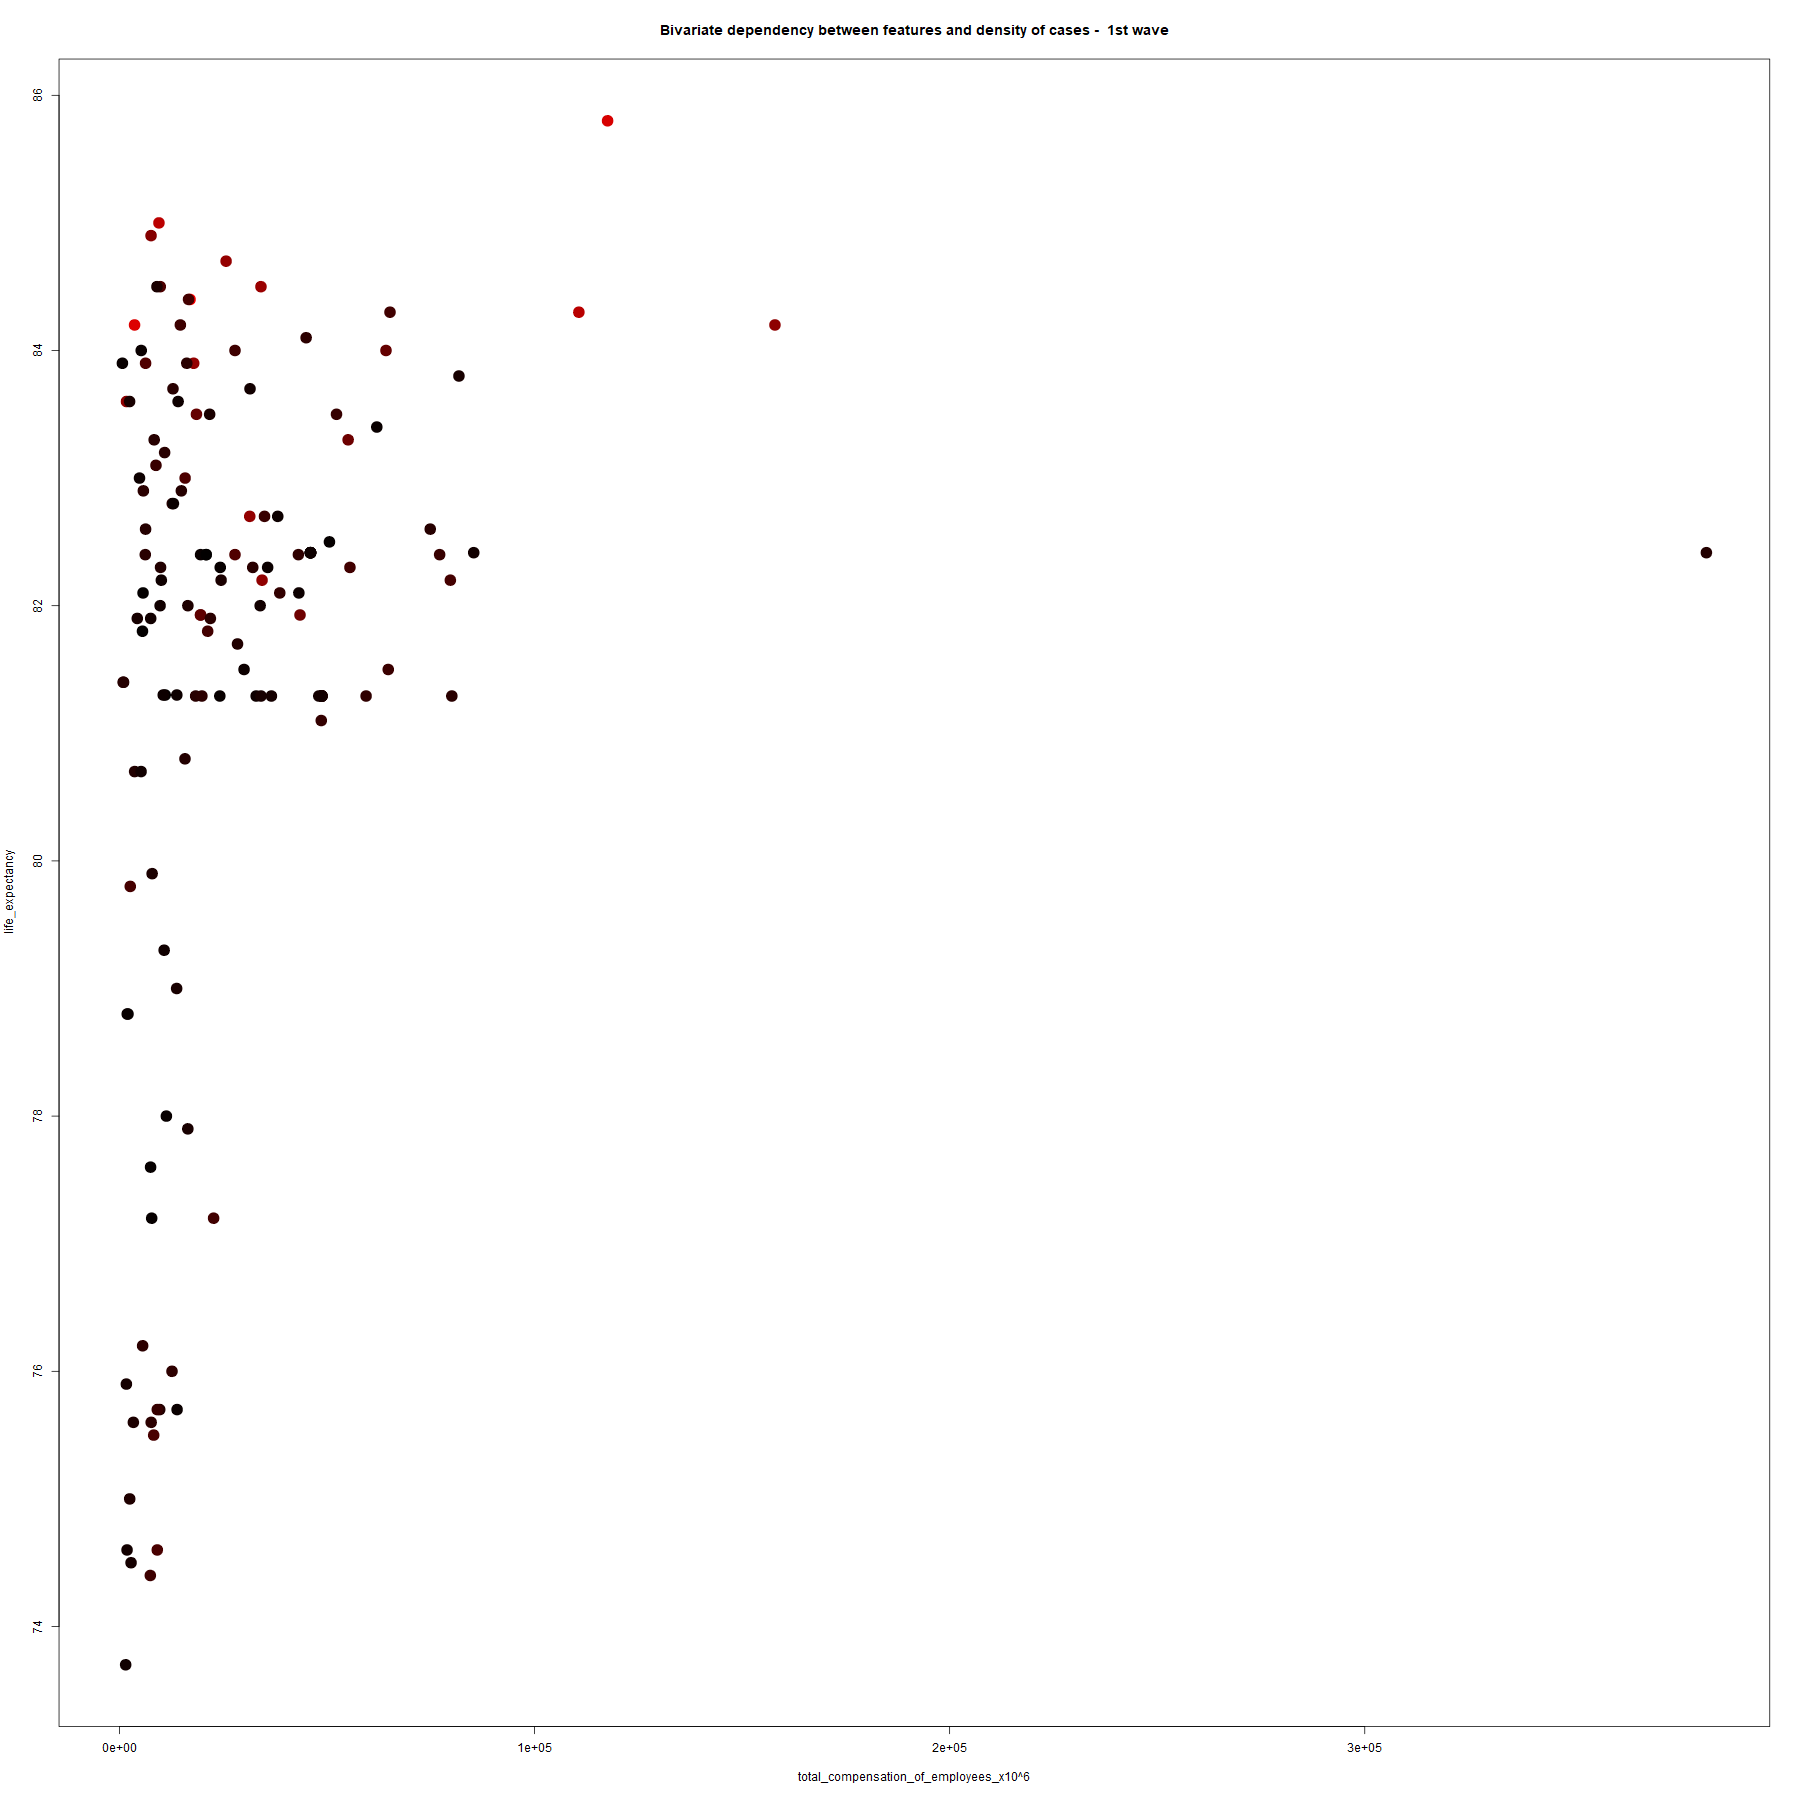 Bivariate dependency between features and density of cases -  1st wave
86
84
82
80
78
76
74
life_expectancy
0e+00 1e+05 2e+05 3e+05
total_compensation_of_employees_x10^6